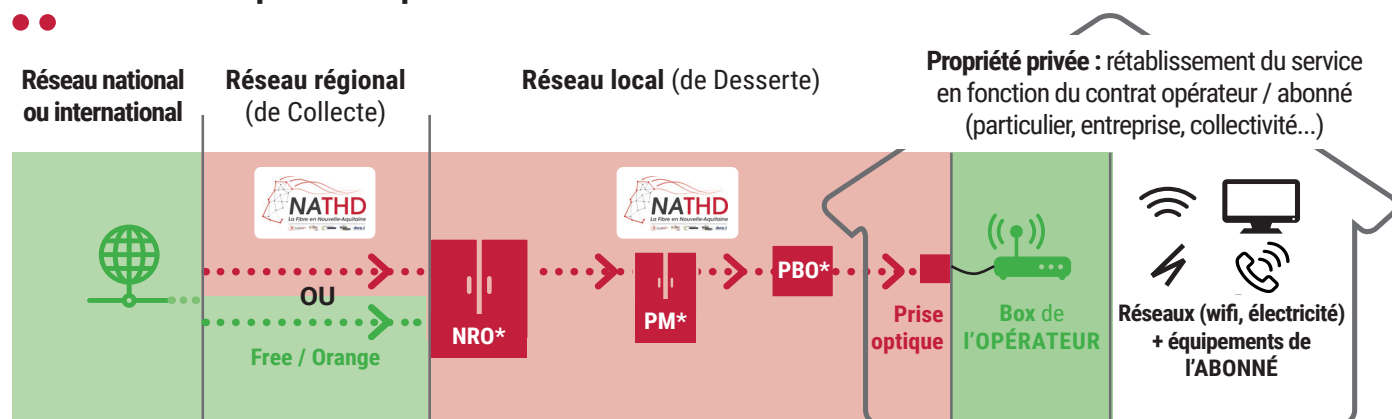 Réseau national
ou international
Réseau régional
(de Collecte)
Réseau local (de Desserte)
Propriété privée : rétablissement du service
en fonction du contrat opérateur / abonné
(particulier, entreprise, collectivité...)
NATHD
La Fibre en Nouvelle-Aquitaine
NATHD
La Fibre en Nouvelle-Aquitaine
OU
Free / Orange
NRO*
PM*
PBO*
Prise
optique
Box de
l'OPÉRATEUR
Réseaux (wifi, électricité)
+ équipements de
l'ABONNÉ